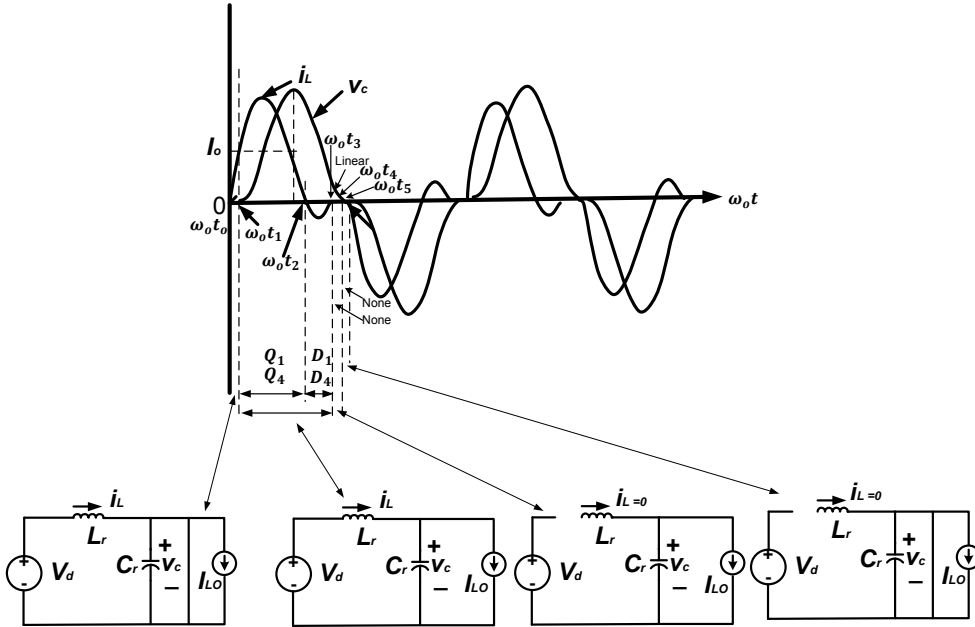 i_L
v_c
I_o
ω_o t_3
Linear
ω_o t_4
ω_o t_5
0
ω_o t
ω_o t_o
ω_o t_1
ω_o t_2
None
None
Q_1 D_1
Q_4 D_4
i_L
L_r
V_d
C_r
+
v_c
−
I_LO
+
-
i_L
L_r
V_d
C_r
+
v_c
−
I_LO
+
-
i_L=0
L_r
V_d
C_r
+
v_c
−
I_LO
+
-
i_L=0
L_r
V_d
C_r
+
v_c
−
I_LO
+
-